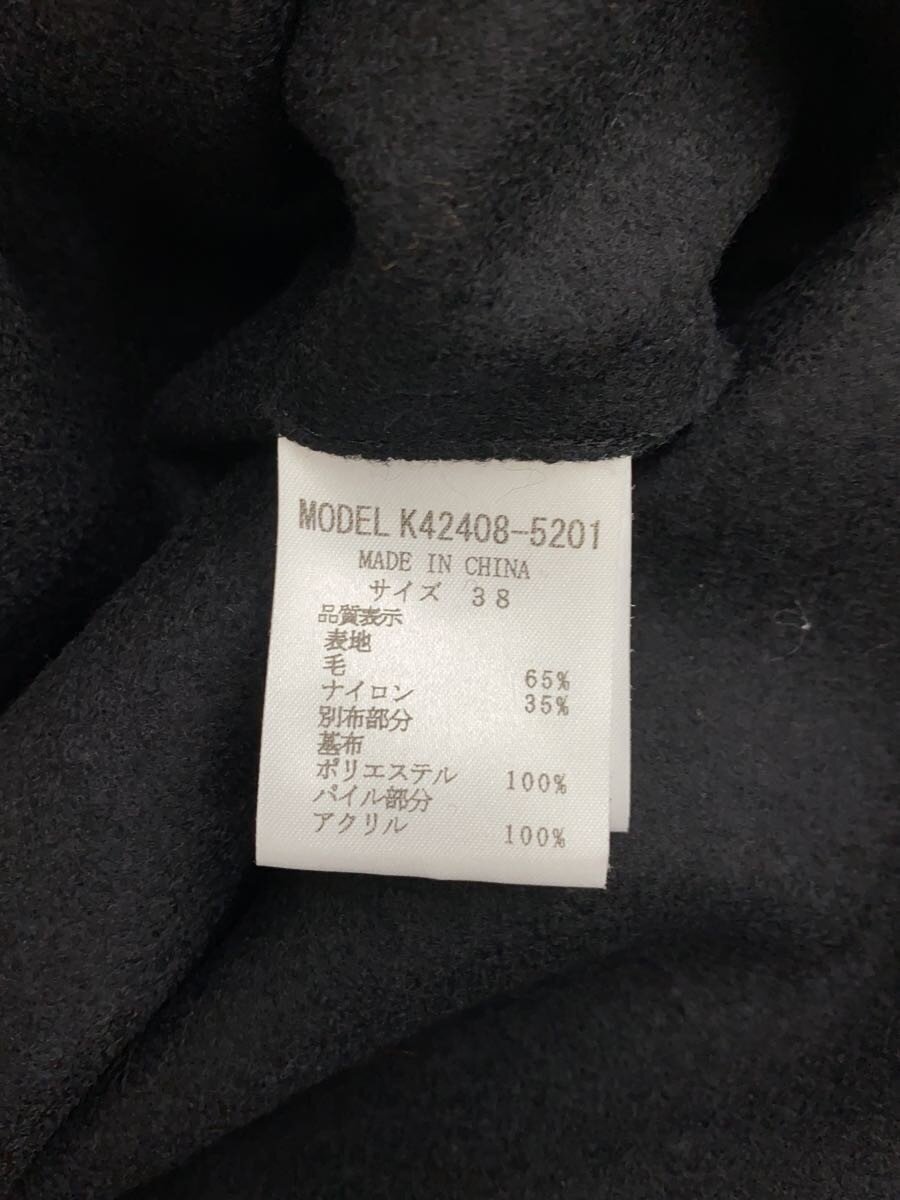 MODEL K42408-5201
MADE IN CHINA
サイズ 38
品質表示
表地
毛 65%
ナイロン 35%
別布部分
基布
ポリエステル 100%
パイル部分
アクリル 100%